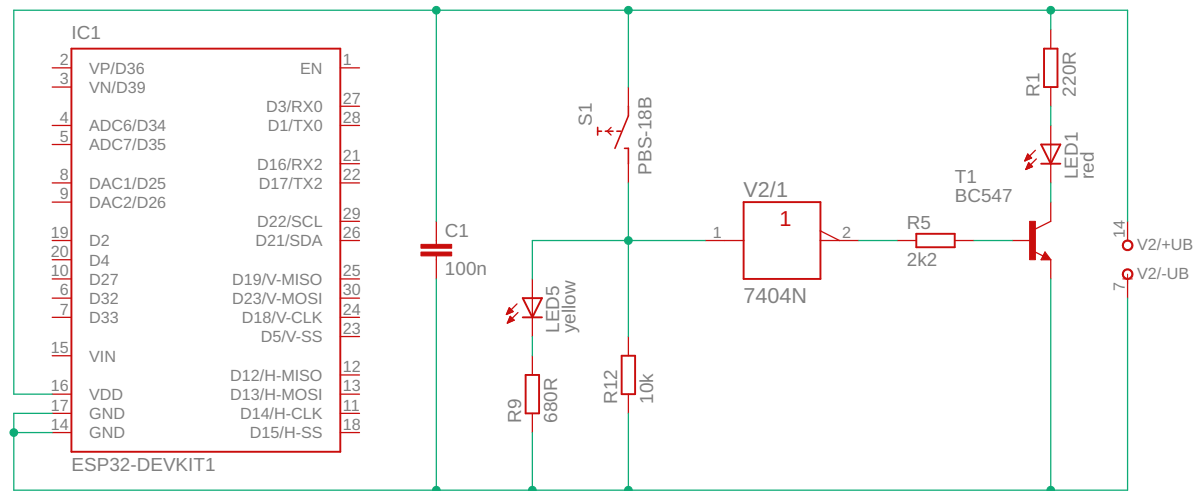 IC1
2 VP/D36 EN 1
3 VN/D39
D3/RX0 27
4 ADC6/D34 D1/TX0 28
5 ADC7/D35
D16/RX2 21
8 DAC1/D25 D17/TX2 22
9 DAC2/D26
D22/SCL 29
19 D2 D21/SDA 26
20 D4
10 D27 D19/V-MISO 25
6 D32 D23/V-MOSI 30
7 D33 D18/V-CLK 24
D5/V-SS 23
15 VIN
D12/H-MISO 12
16 VDD D13/H-MOSI 13
17 GND D14/H-CLK 11
14 GND D15/H-SS 18
ESP32-DEVKIT1
C1
100n
S1
PBS-18B
LED5
yellow
R9
680R
R12
10k
V2/1
1
1
2
7404N
R5
2k2
T1
BC547
R1
220R
LED1
red
14
V2/+UB
V2/-UB
7